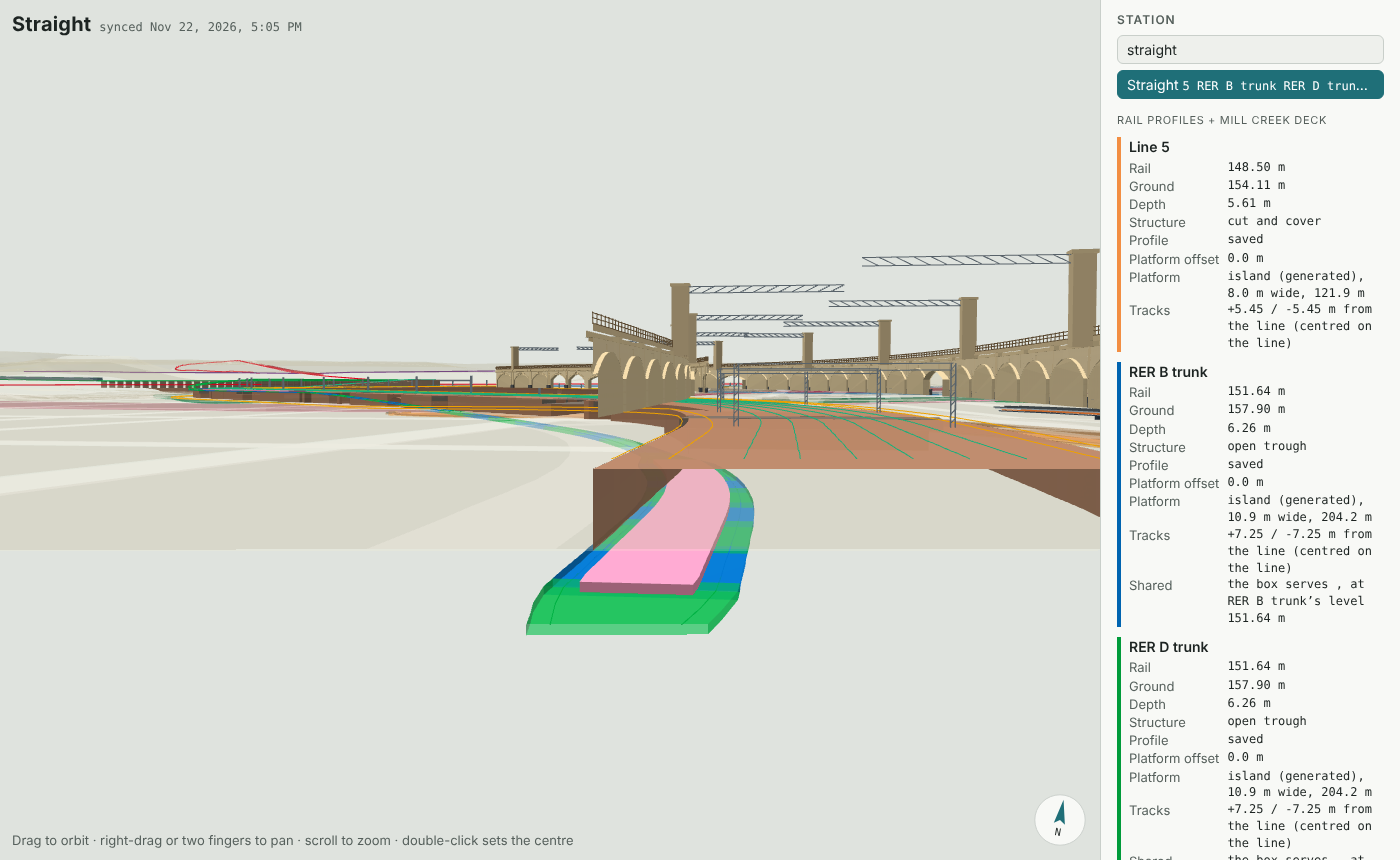 Straight synced Nov 22, 2026, 5:05 PM
STATION
straight
Straight 5 RER B trunk RER D trun…
RAIL PROFILES + MILL CREEK DECK
Line 5
Rail 148.50 m
Ground 154.11 m
Depth 5.61 m
Structure cut and cover
Profile saved
Platform offset 0.0 m
Platform island (generated),
8.0 m wide, 121.9 m
Tracks +5.45 / -5.45 m from
the line (centred on
the line)
RER B trunk
Rail 151.64 m
Ground 157.90 m
Depth 6.26 m
Structure open trough
Profile saved
Platform offset 0.0 m
Platform island (generated),
10.9 m wide, 204.2 m
Tracks +7.25 / -7.25 m from
the line (centred on
the line)
Shared the box serves , at
RER B trunk’s level
151.64 m
RER D trunk
Rail 151.64 m
Ground 157.90 m
Depth 6.26 m
Structure open trough
Profile saved
Platform offset 0.0 m
Platform island (generated),
10.9 m wide, 204.2 m
Tracks +7.25 / -7.25 m from
the line (centred on
the line)
Shared the box serves , at
N
Drag to orbit · right-drag or two fingers to pan · scroll to zoom · double-click sets the centre